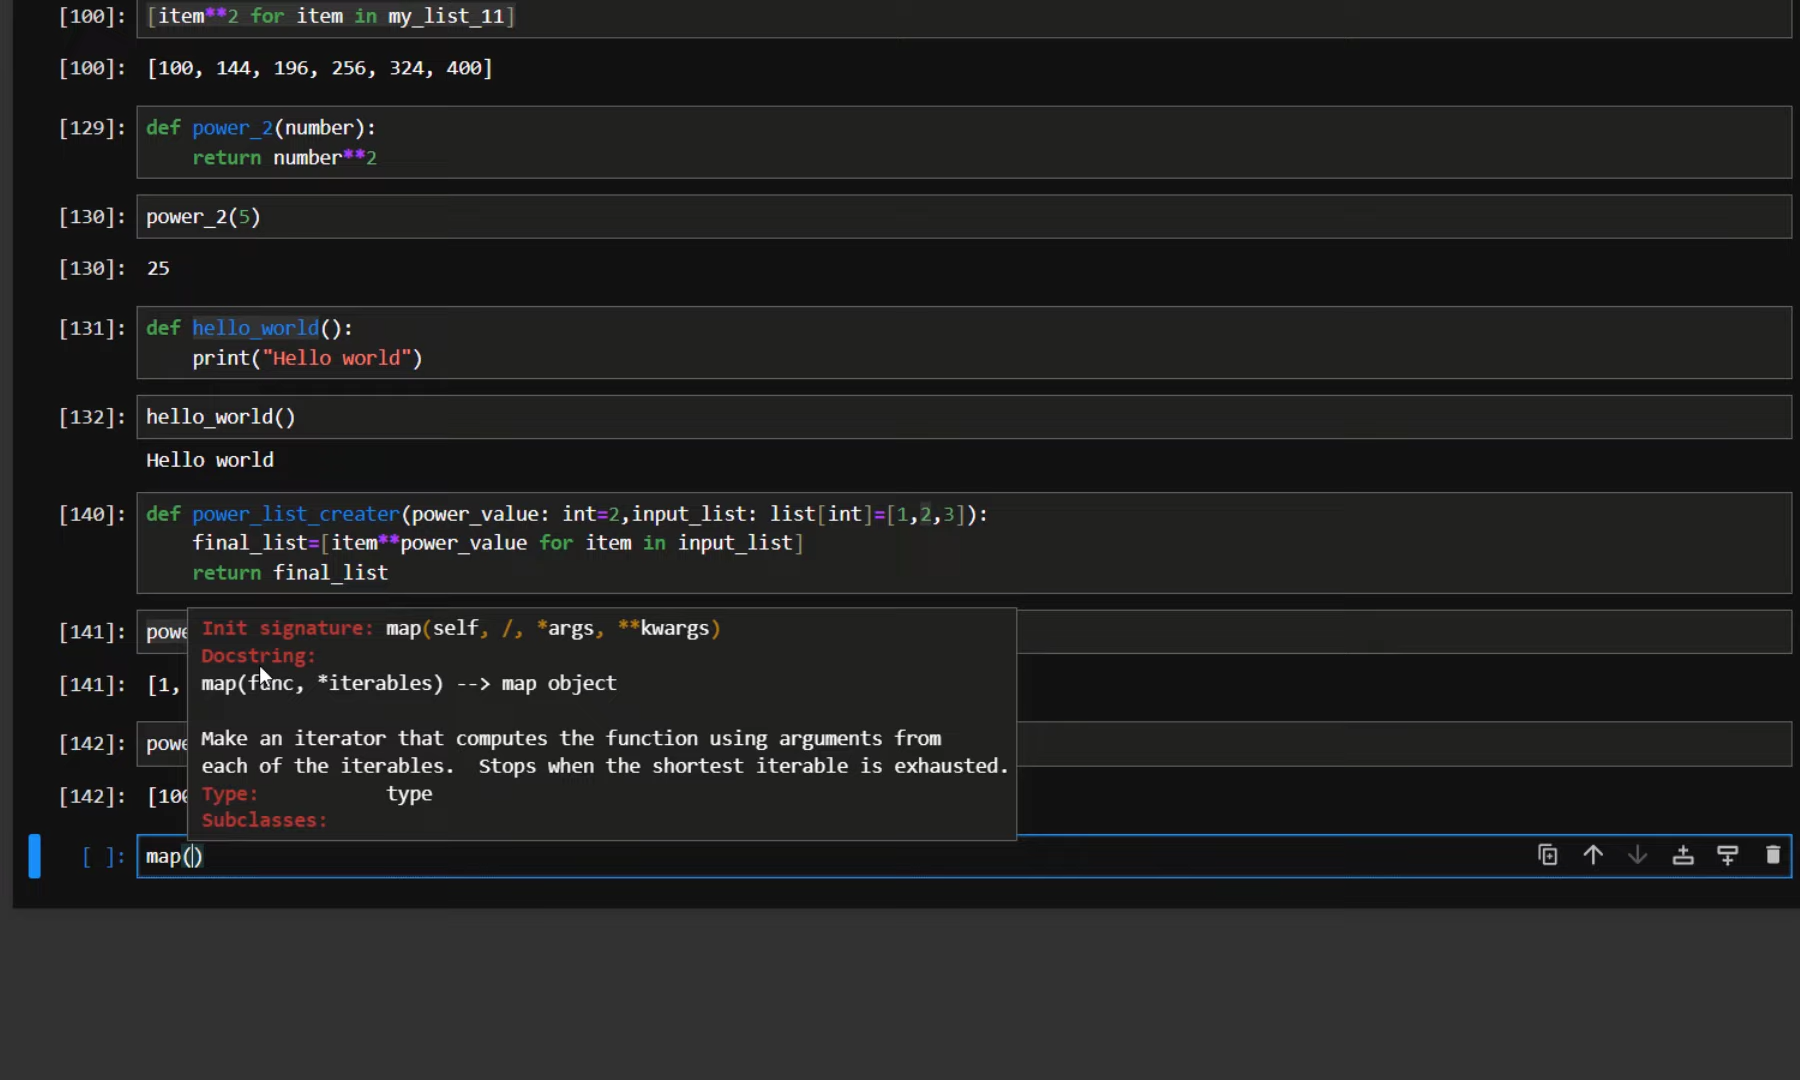 [100]: [item**2 for item in my_list_11]
[100]: [100, 144, 196, 256, 324, 400]
[129]: def power_2(number):
return number**2
[130]: power_2(5)
[130]: 25
[131]: def hello_world():
print("Hello world")
[132]: hello_world()
Hello world
[140]: def power_list_creater(power_value: int=2,input_list: list[int]=[1,2,3]):
final_list=[item**power_value for item in input_list]
return final_list
[141]: powe
Init signature: map(self, /, *args, **kwargs)
Docstring:
[141]: [1,
map(func, *iterables) --> map object
[142]: powe
Make an iterator that computes the function using arguments from
each of the iterables. Stops when the shortest iterable is exhausted.
[142]: [100
Type: type
Subclasses:
[ ]: map()